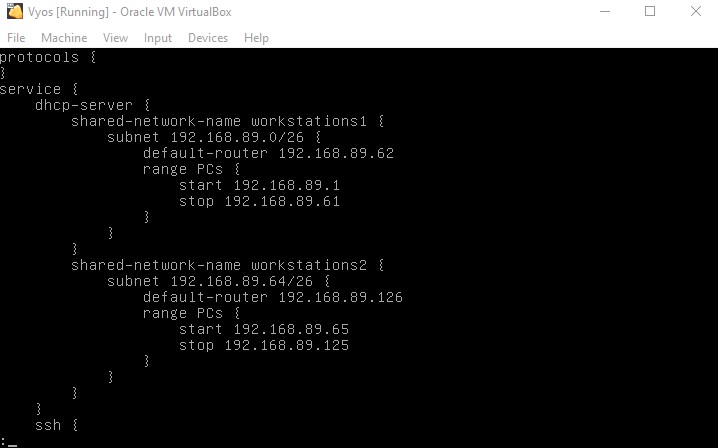 Vyos [Running] - Oracle VM VirtualBox
File Machine View Input Devices Help
protocols {
}
service {
    dhcp-server {
        shared-network-name workstations1 {
            subnet 192.168.89.0/26 {
                default-router 192.168.89.62
                range PCs {
                    start 192.168.89.1
                    stop 192.168.89.61
                }
            }
        }
        shared-network-name workstations2 {
            subnet 192.168.89.64/26 {
                default-router 192.168.89.126
                range PCs {
                    start 192.168.89.65
                    stop 192.168.89.125
                }
            }
        }
    }
    ssh {
:_